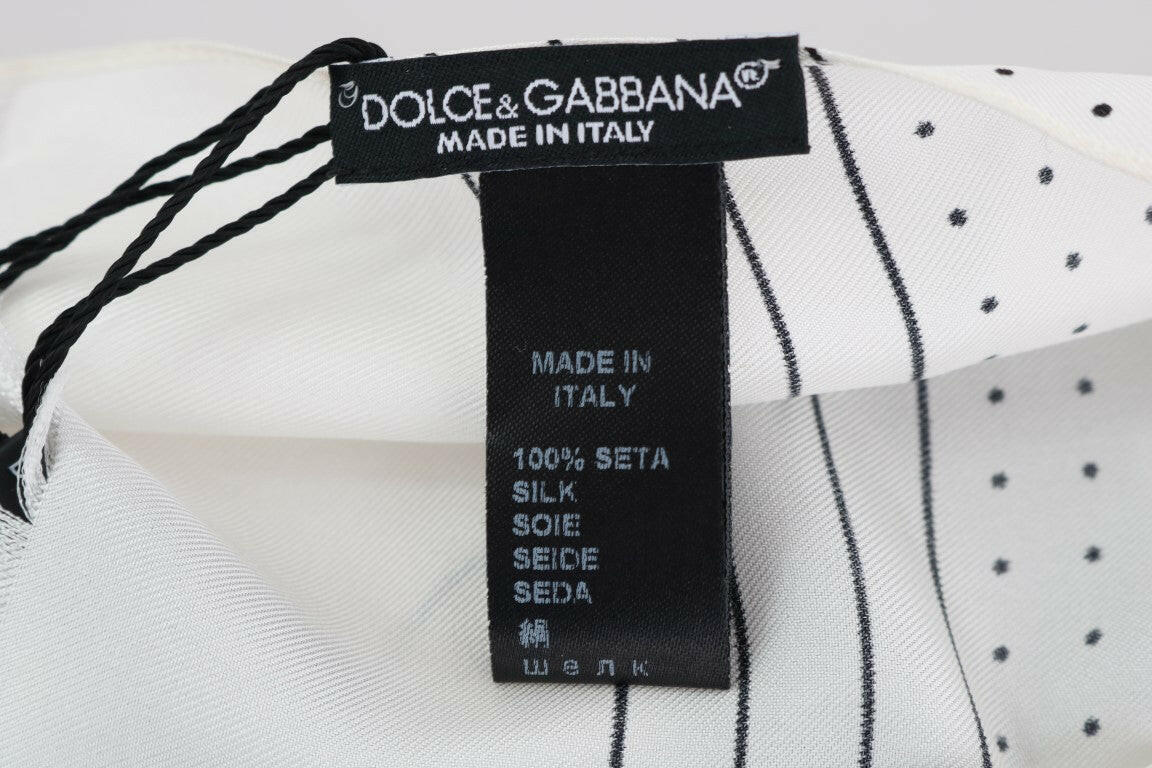 DOLCE&GABBANA®
MADE IN ITALY
MADE IN
ITALY
100% SETA
SILK
SOIE
SEIDE
SEDA
絹
шелк